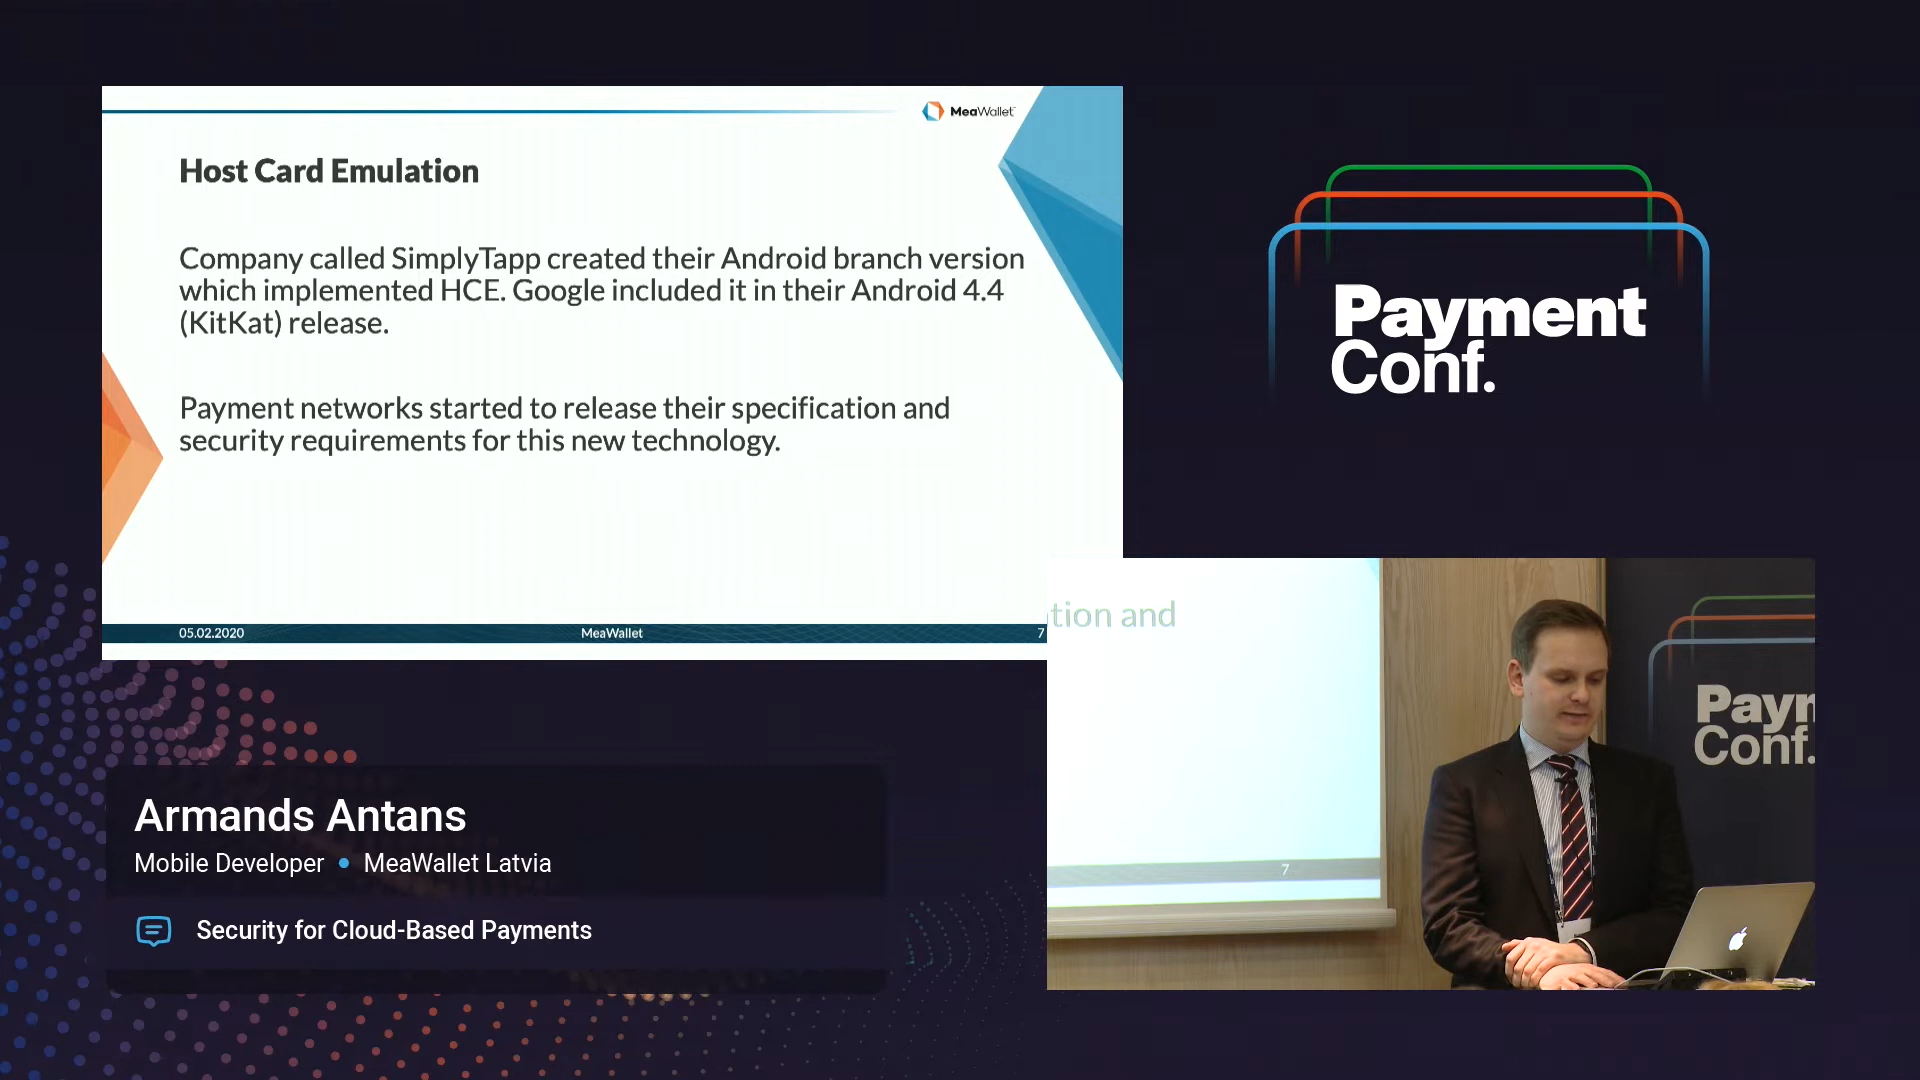 MeaWallet
Host Card Emulation
Company called SimplyTapp created their Android branch version
which implemented HCE. Google included it in their Android 4.4
(KitKat) release.
Payment networks started to release their specification and
security requirements for this new technology.
05.02.2020
MeaWallet
7
Payment
Conf.
tion and
7
Paym
Conf.
Armands Antans
Mobile Developer • MeaWallet Latvia
Security for Cloud-Based Payments